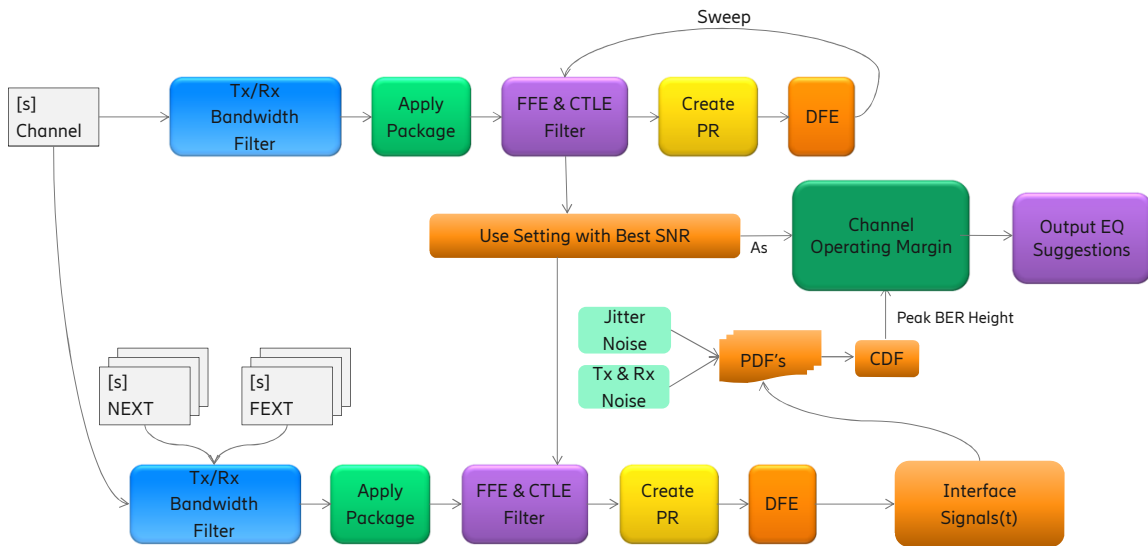 Sweep
[s]
Channel
Tx/Rx
Bandwidth
Filter
Apply
Package
FFE & CTLE
Filter
Create
PR
DFE
Use Setting with Best SNR
As
Channel
Operating Margin
Output EQ
Suggestions
Peak BER Height
Jitter
Noise
Tx & Rx
Noise
PDF's
CDF
[s]
NEXT
[s]
FEXT
Tx/Rx
Bandwidth
Filter
Apply
Package
FFE & CTLE
Filter
Create
PR
DFE
Interface
Signals(t)